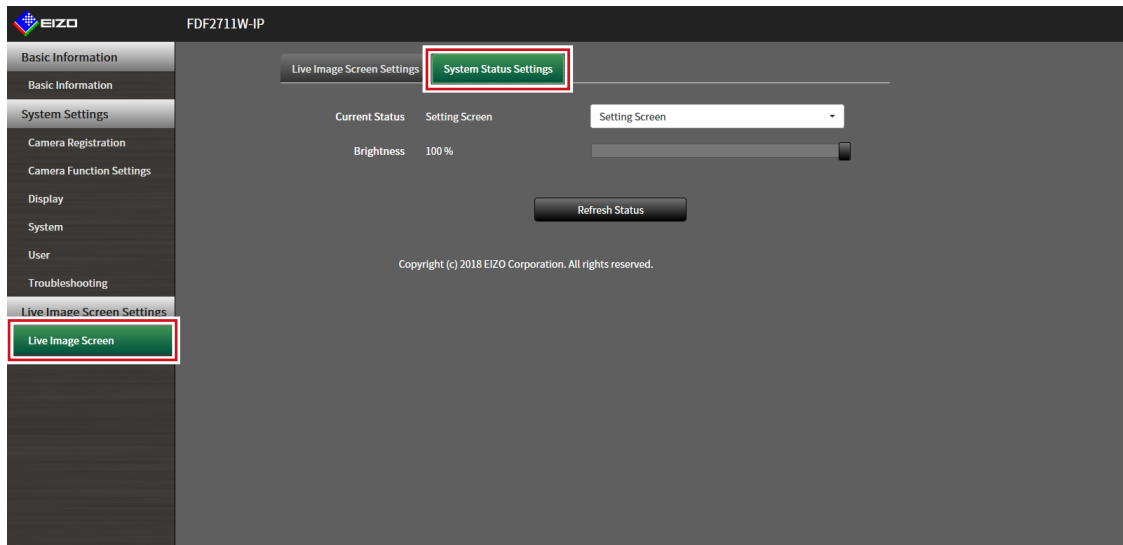 EIZO FDF2711W-IP
Basic Information
Basic Information
System Settings
Camera Registration
Camera Function Settings
Display
System
User
Troubleshooting
Live Image Screen Settings
Live Image Screen
Live Image Screen Settings System Status Settings
Current Status Setting Screen Setting Screen
Brightness 100 %
Refresh Status
Copyright (c) 2018 EIZO Corporation. All rights reserved.